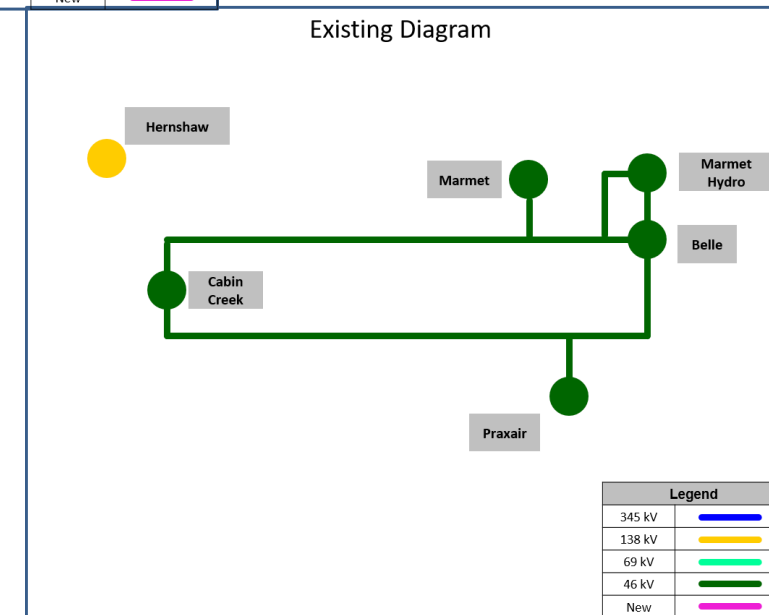 New
Existing Diagram
Hernshaw
Marmet
Marmet
Hydro
Belle
Cabin
Creek
Praxair
Legend
345 kV
138 kV
69 kV
46 kV
New